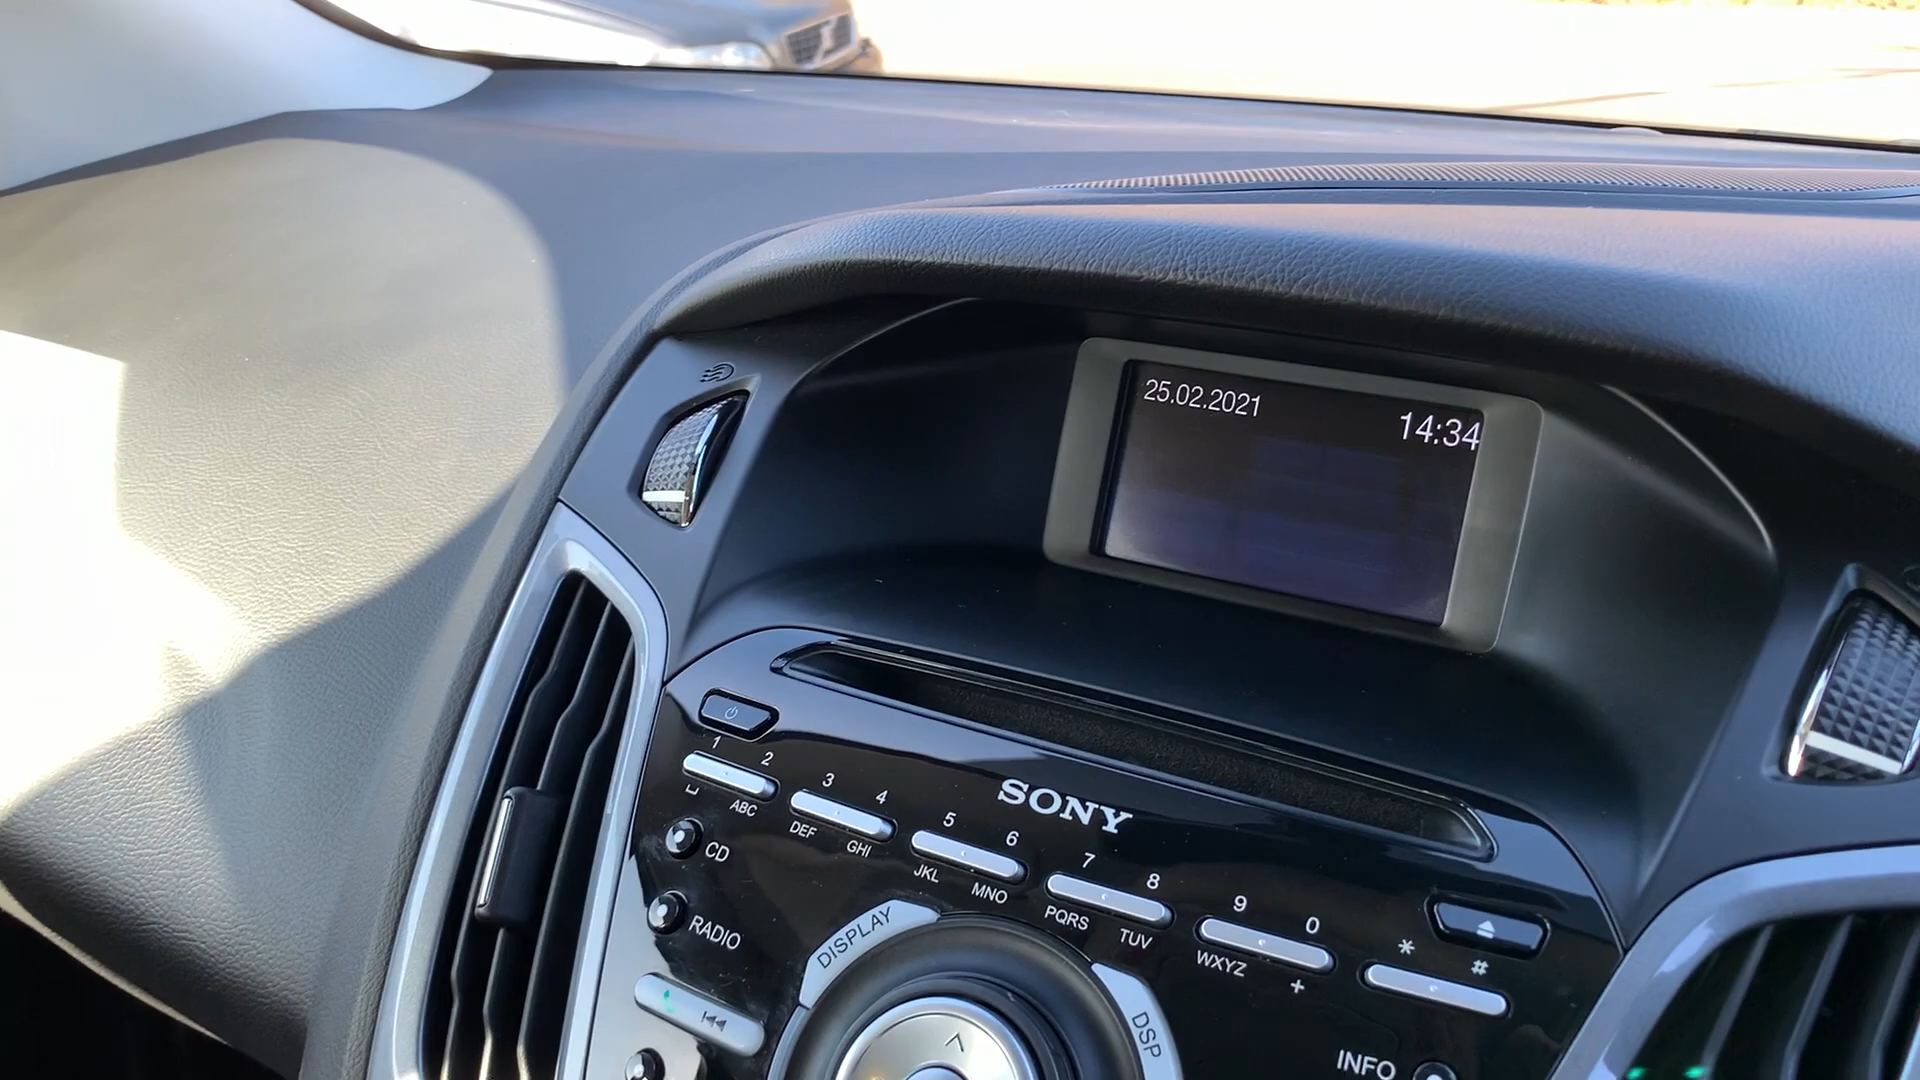 25.02.2021
14:34
SONY
1 2
ABC
3 4
DEF GHI
5 6
JKL MNO
7 8
PQRS TUV
9 0
WXYZ +
* #
CD
RADIO
DISPLAY
DSP
INFO